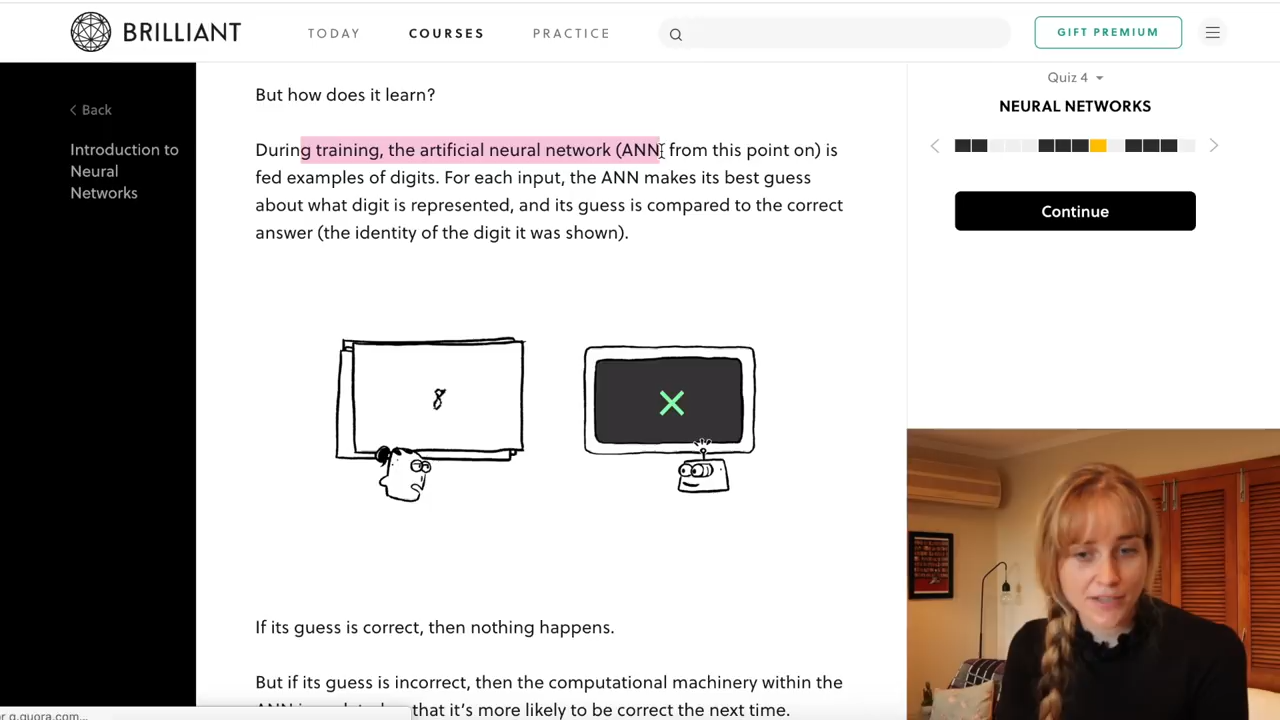 BRILLIANT
TODAY
COURSES
PRACTICE
GIFT PREMIUM
Back
Introduction to
Neural
Networks
But how does it learn?
During training, the artificial neural network (ANN from this point on) is
fed examples of digits. For each input, the ANN makes its best guess
about what digit is represented, and its guess is compared to the correct
answer (the identity of the digit it was shown).
8
If its guess is correct, then nothing happens.
But if its guess is incorrect, then the computational machinery within the
that it's more likely to be correct the next time.
Quiz 4
NEURAL NETWORKS
Continue
q.quora.com...